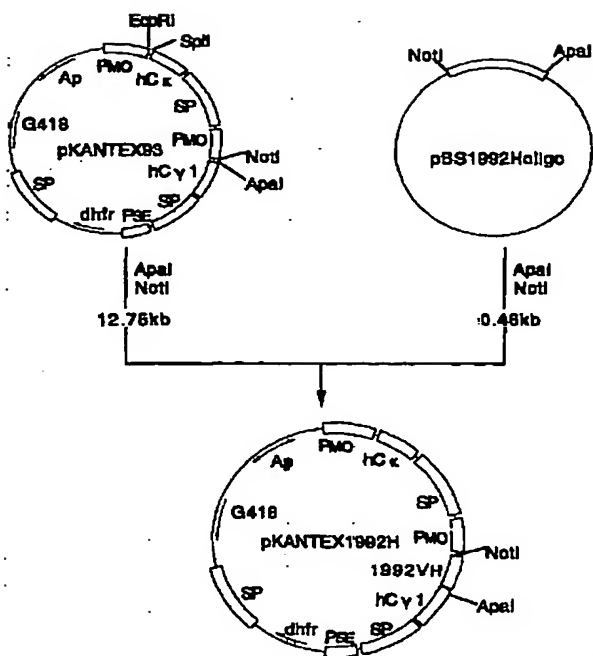 EcoRI
SplI
PMO
hCκ
Ap
SP
G418
PMO
pKANTEX93
NotI
hCγ1
ApaI
SP
SP
dhfr
PSE
NotI
ApaI
pBS1992Holigo
ApaI
NotI
12.75kb
ApaI
NotI
0.46kb
PMO
hCκ
Ap
SP
G418
pKANTEX1992H
PMO
NotI
1992VH
SP
hCγ1
ApaI
SP
dhfr
PSE